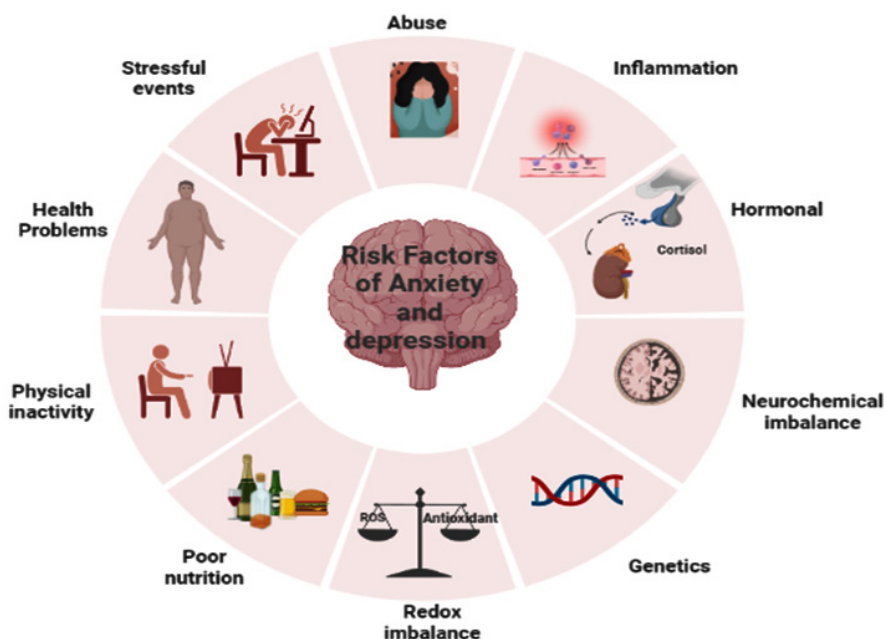 Abuse
Stressful
events
Inflammation
Health
Problems
Hormonal
Cortisol
Risk Factors
of Anxiety
and
depression
Physical
inactivity
Neurochemical
imbalance
Poor
nutrition
ROS
Antioxidant
Genetics
Redox
imbalance